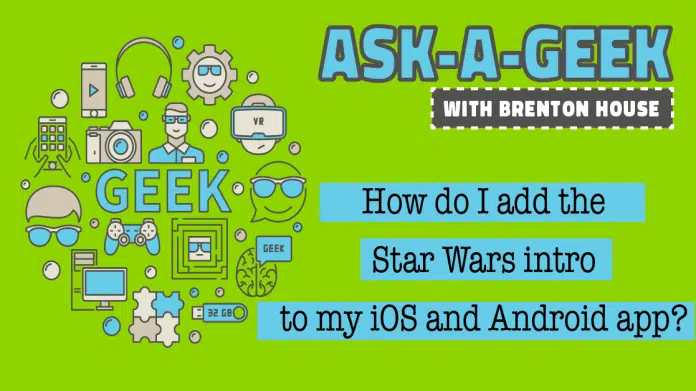 ASK-A-GEEK
WITH BRENTON HOUSE
VR
GEEK
GEEK
32 GB
How do I add the
Star Wars intro
to my iOS and Android app?